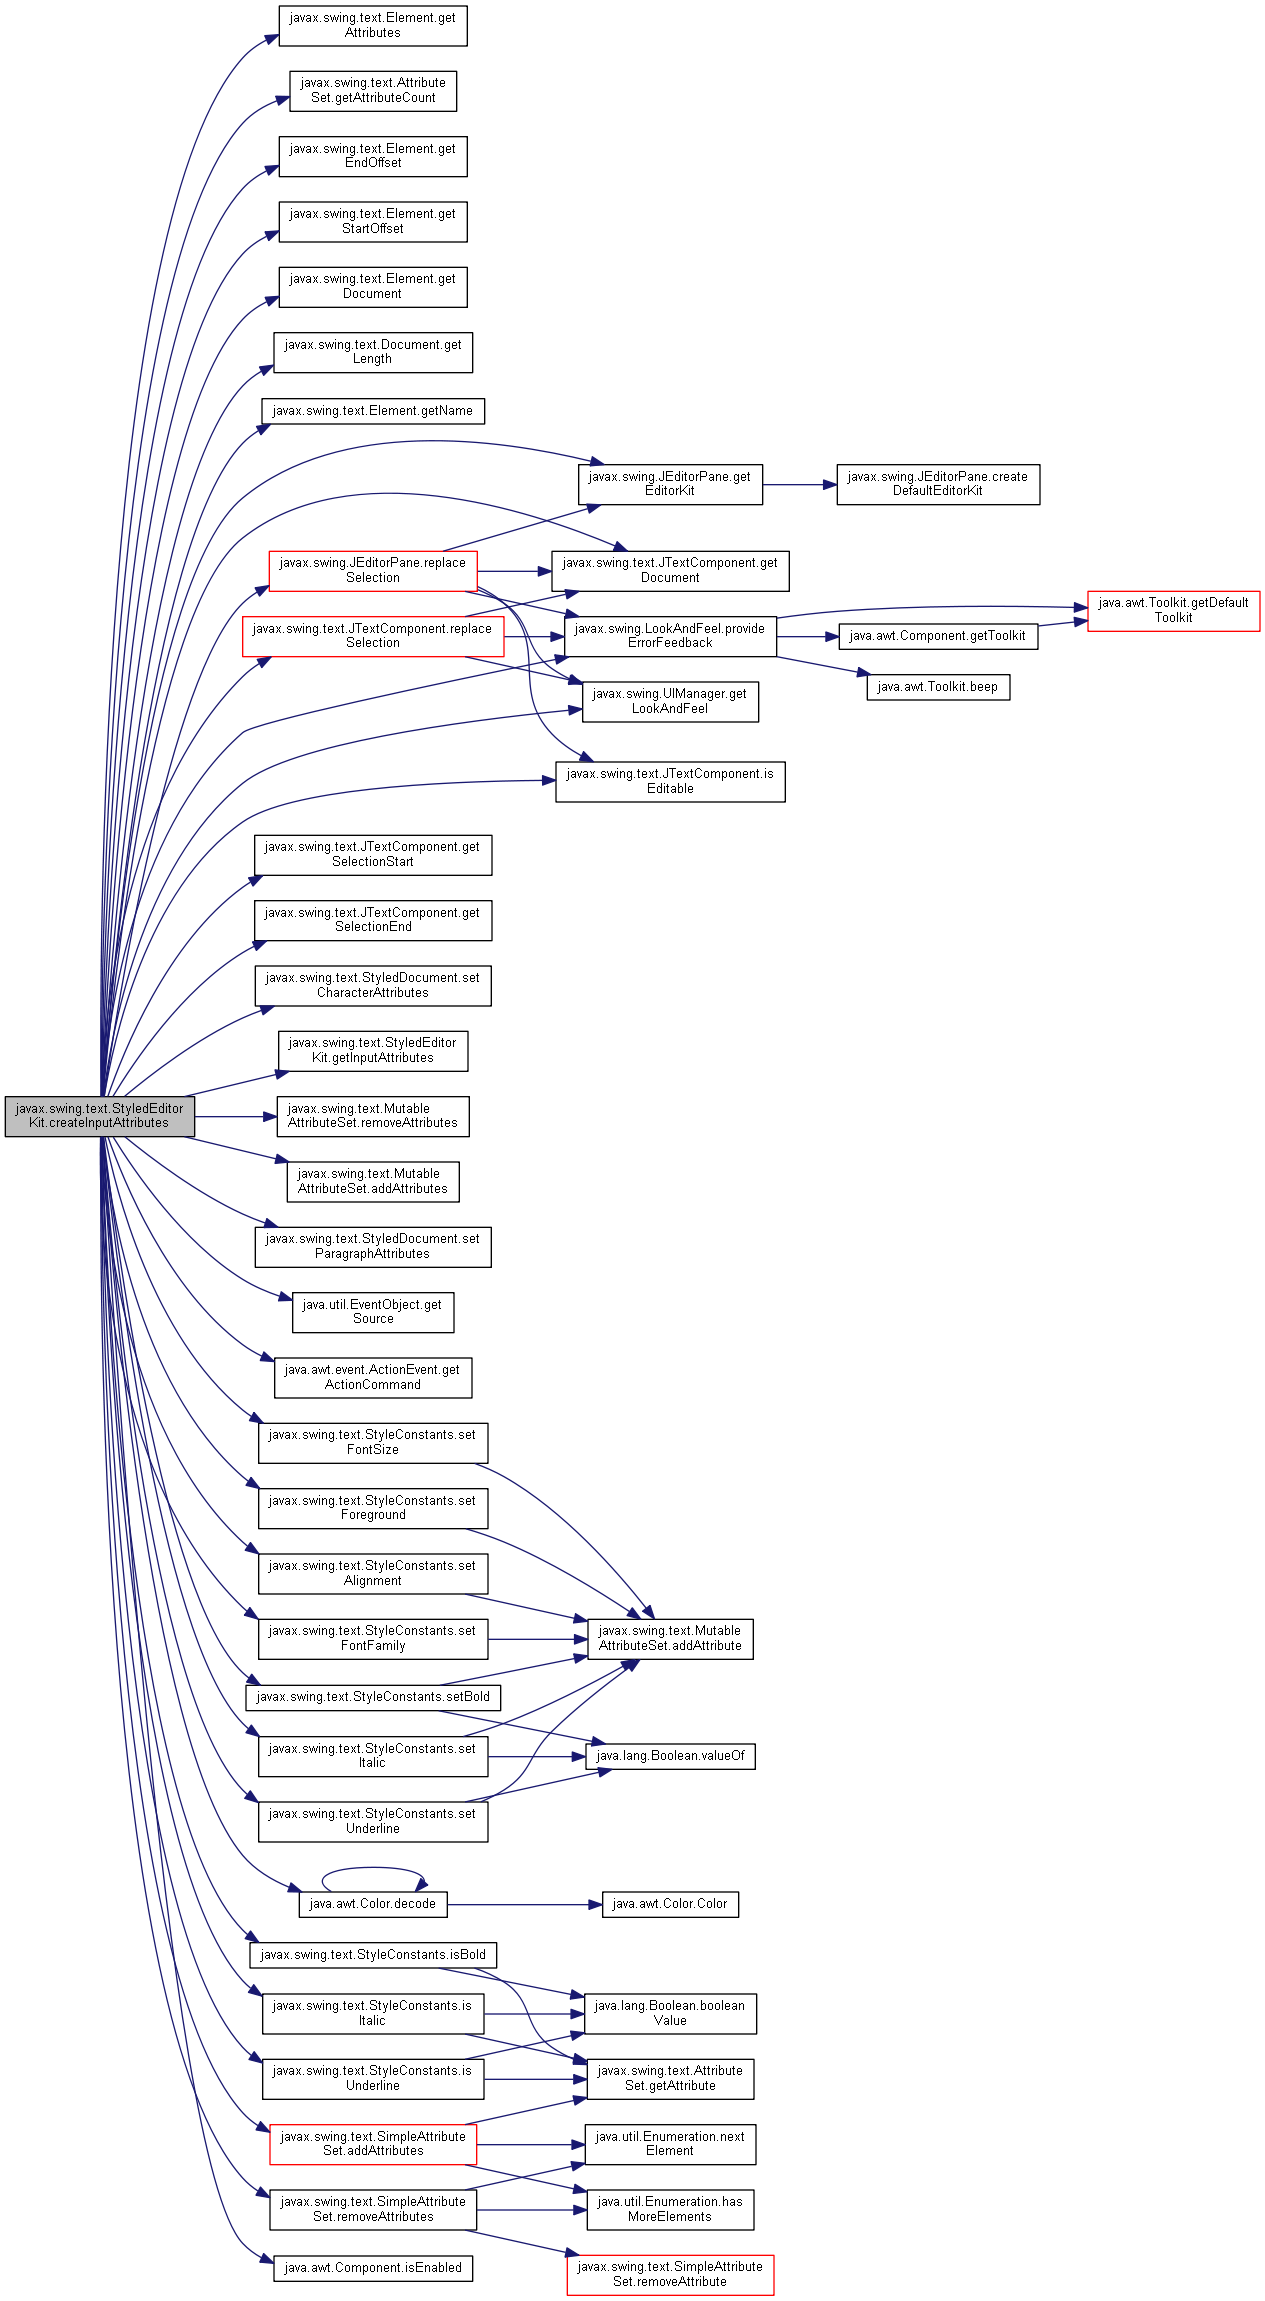 javax.swing.text.Element.get
Attributes
javax.swing.text.Attribute
Set.getAttributeCount
javax.swing.text.Element.get
EndOffset
javax.swing.text.Element.get
StartOffset
javax.swing.text.Element.get
Document
javax.swing.text.Document.get
Length
javax.swing.text.Element.getName
javax.swing.JEditorPane.get
EditorKit
javax.swing.JEditorPane.create
DefaultEditorKit
javax.swing.JEditorPane.replace
Selection
javax.swing.text.JTextComponent.get
Document
javax.swing.text.JTextComponent.replace
Selection
javax.swing.LookAndFeel.provide
ErrorFeedback
java.awt.Component.getToolkit
java.awt.Toolkit.getDefault
Toolkit
java.awt.Toolkit.beep
javax.swing.UIManager.get
LookAndFeel
javax.swing.text.JTextComponent.is
Editable
javax.swing.text.JTextComponent.get
SelectionStart
javax.swing.text.JTextComponent.get
SelectionEnd
javax.swing.text.StyledDocument.set
CharacterAttributes
javax.swing.text.StyledEditor
Kit.getInputAttributes
javax.swing.text.StyledEditor
Kit.createInputAttributes
javax.swing.text.Mutable
AttributeSet.removeAttributes
javax.swing.text.Mutable
AttributeSet.addAttributes
javax.swing.text.StyledDocument.set
ParagraphAttributes
java.util.EventObject.get
Source
java.awt.event.ActionEvent.get
ActionCommand
javax.swing.text.StyleConstants.set
FontSize
javax.swing.text.StyleConstants.set
Foreground
javax.swing.text.StyleConstants.set
Alignment
javax.swing.text.StyleConstants.set
FontFamily
javax.swing.text.Mutable
AttributeSet.addAttribute
javax.swing.text.StyleConstants.setBold
javax.swing.text.StyleConstants.set
Italic
java.lang.Boolean.valueOf
javax.swing.text.StyleConstants.set
Underline
java.awt.Color.decode
java.awt.Color.Color
javax.swing.text.StyleConstants.isBold
javax.swing.text.StyleConstants.is
Italic
java.lang.Boolean.boolean
Value
javax.swing.text.StyleConstants.is
Underline
javax.swing.text.Attribute
Set.getAttribute
javax.swing.text.SimpleAttribute
Set.addAttributes
java.util.Enumeration.next
Element
javax.swing.text.SimpleAttribute
Set.removeAttributes
java.util.Enumeration.has
MoreElements
java.awt.Component.isEnabled
javax.swing.text.SimpleAttribute
Set.removeAttribute